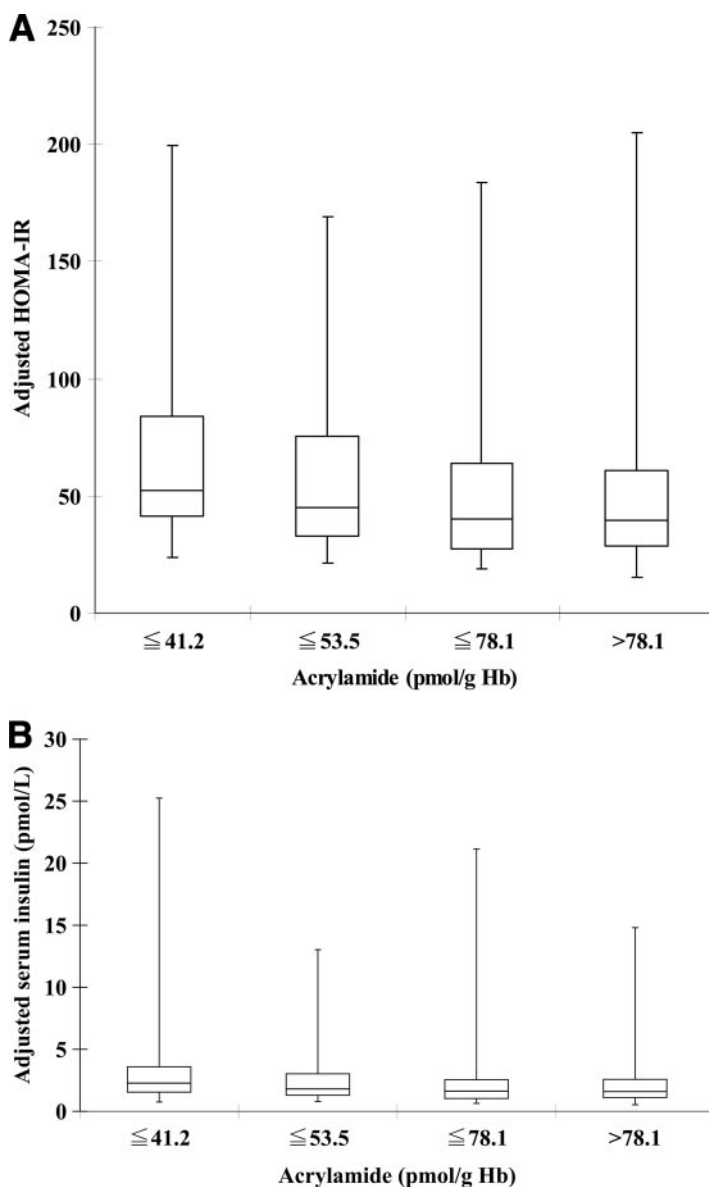 A
250
200
150
100
50
0
Adjusted HOMA-IR
≦41.2 ≦53.5 ≦78.1 >78.1
Acrylamide (pmol/g Hb)
B
30
25
20
15
10
5
0
Adjusted serum insulin (pmol/L)
≦41.2 ≦53.5 ≦78.1 >78.1
Acrylamide (pmol/g Hb)